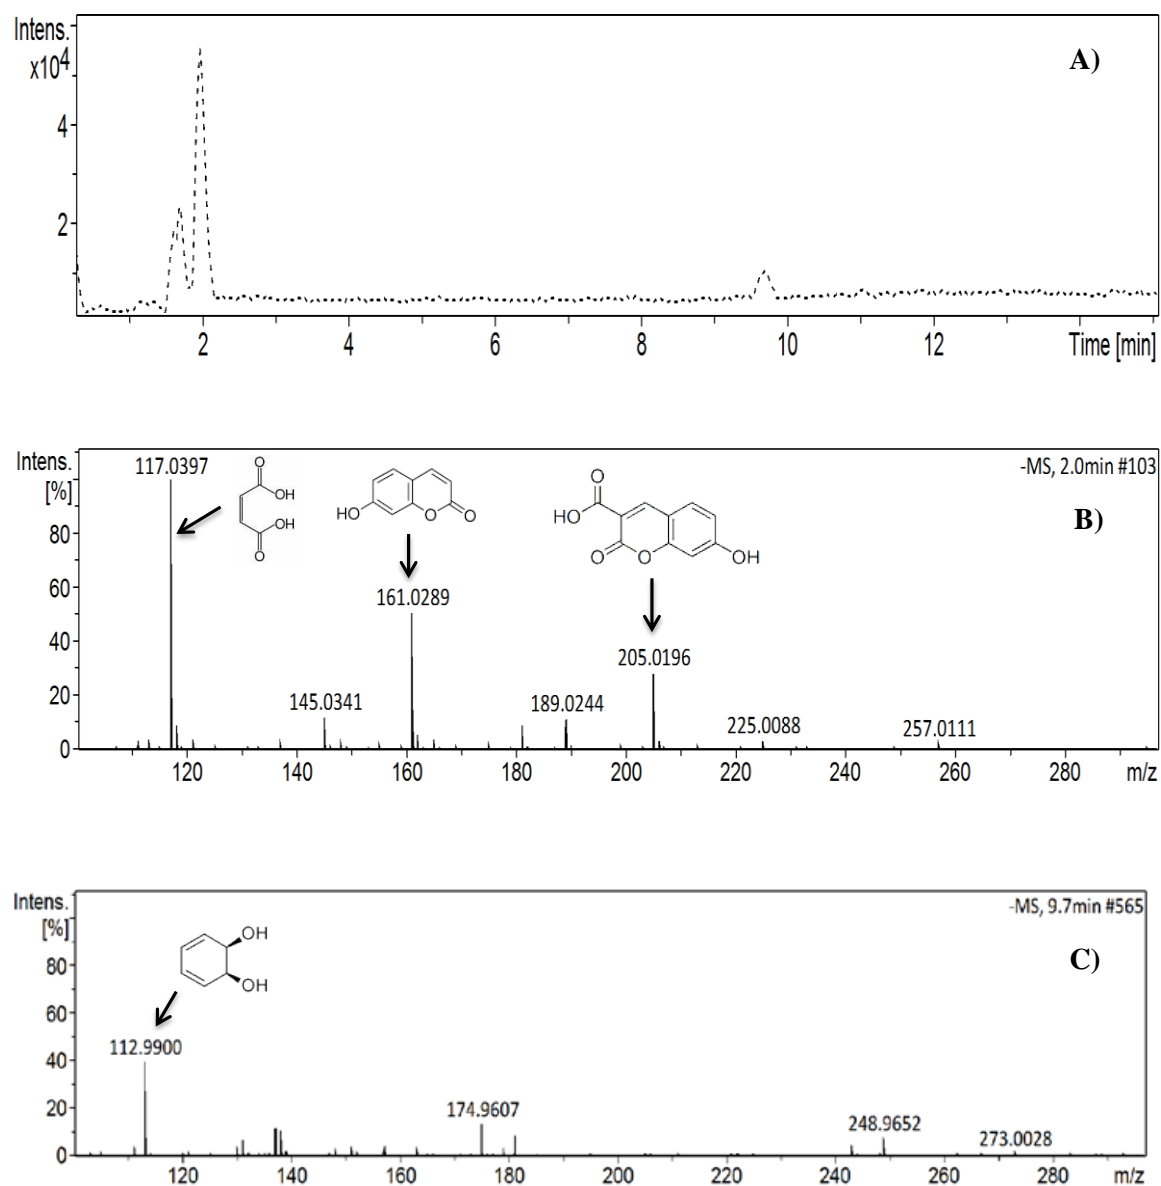 Intens.
x10⁴
A)
4
2
2 4 6 8 10 12 Time [min]
Intens.
[%]
117.0397
-MS, 2.0min #103
B)
O
OH
OH
O
HO O O
O
HO
O O OH
80
161.0289
60
205.0196
40
145.0341
189.0244
20
225.0088
257.0111
0
120 140 160 180 200 220 240 260 280 m/z
Intens.
[%]
-MS, 9.7min #565
C)
OH
OH
80
60
112.9900
40
174.9607
20
248.9652
273.0028
0
120 140 160 180 200 220 240 260 280 m/z